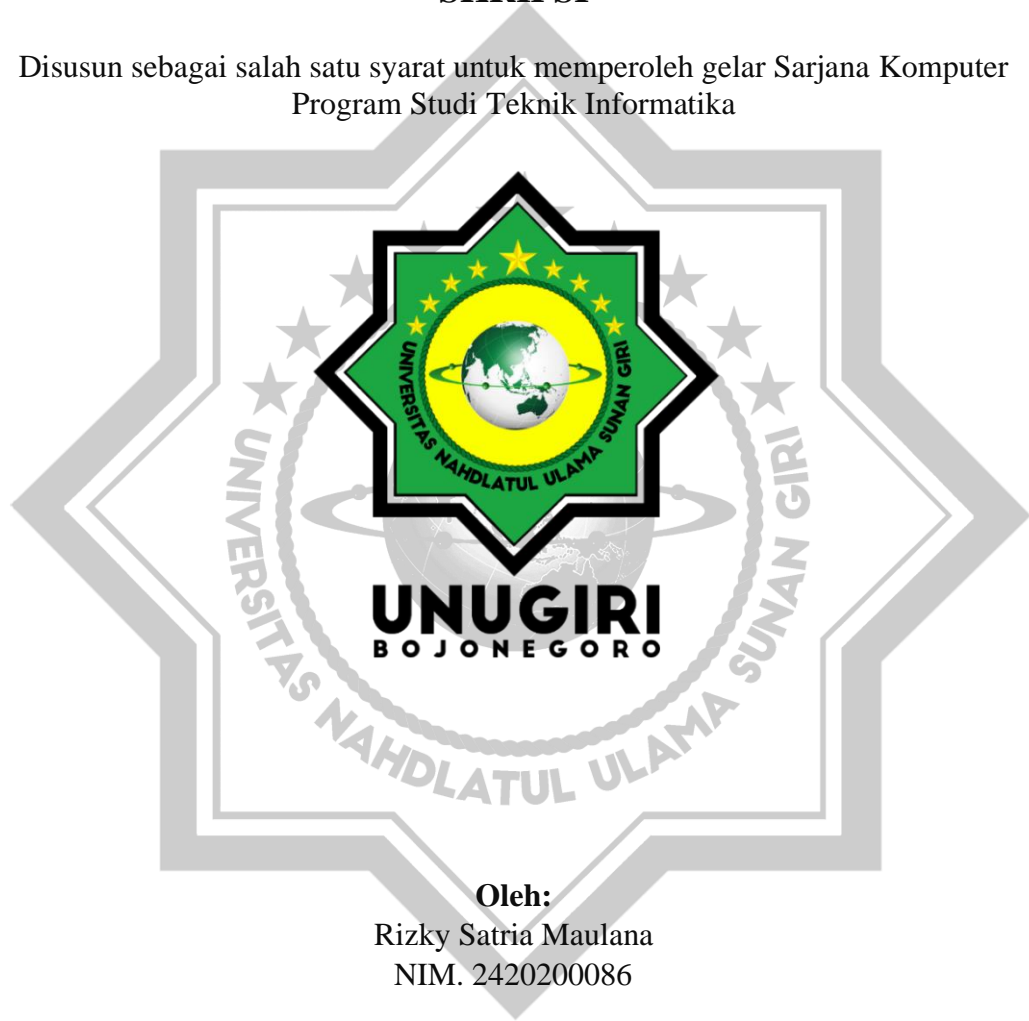 SKRIPSI
Disusun sebagai salah satu syarat untuk memperoleh gelar Sarjana Komputer
Program Studi Teknik Informatika
UNIVERSITAS NAHDLATUL ULAMA SUNAN GIRI
UNIVERSITAS NAHDLATUL ULAMA SUNAN GIRI
UNUGIRI
BOJONEGORO
Oleh:
Rizky Satria Maulana
NIM. 2420200086